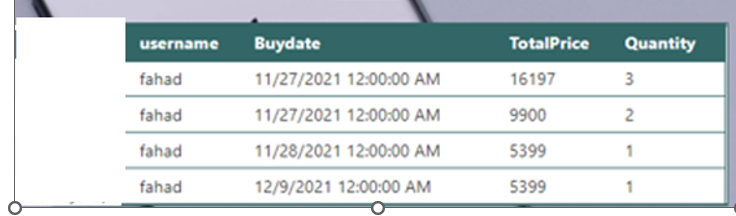 username Buydate TotalPrice Quantity
fahad 11/27/2021 12:00:00 AM 16197 3
fahad 11/27/2021 12:00:00 AM 9900 2
fahad 11/28/2021 12:00:00 AM 5399 1
fahad 12/9/2021 12:00:00 AM 5399 1